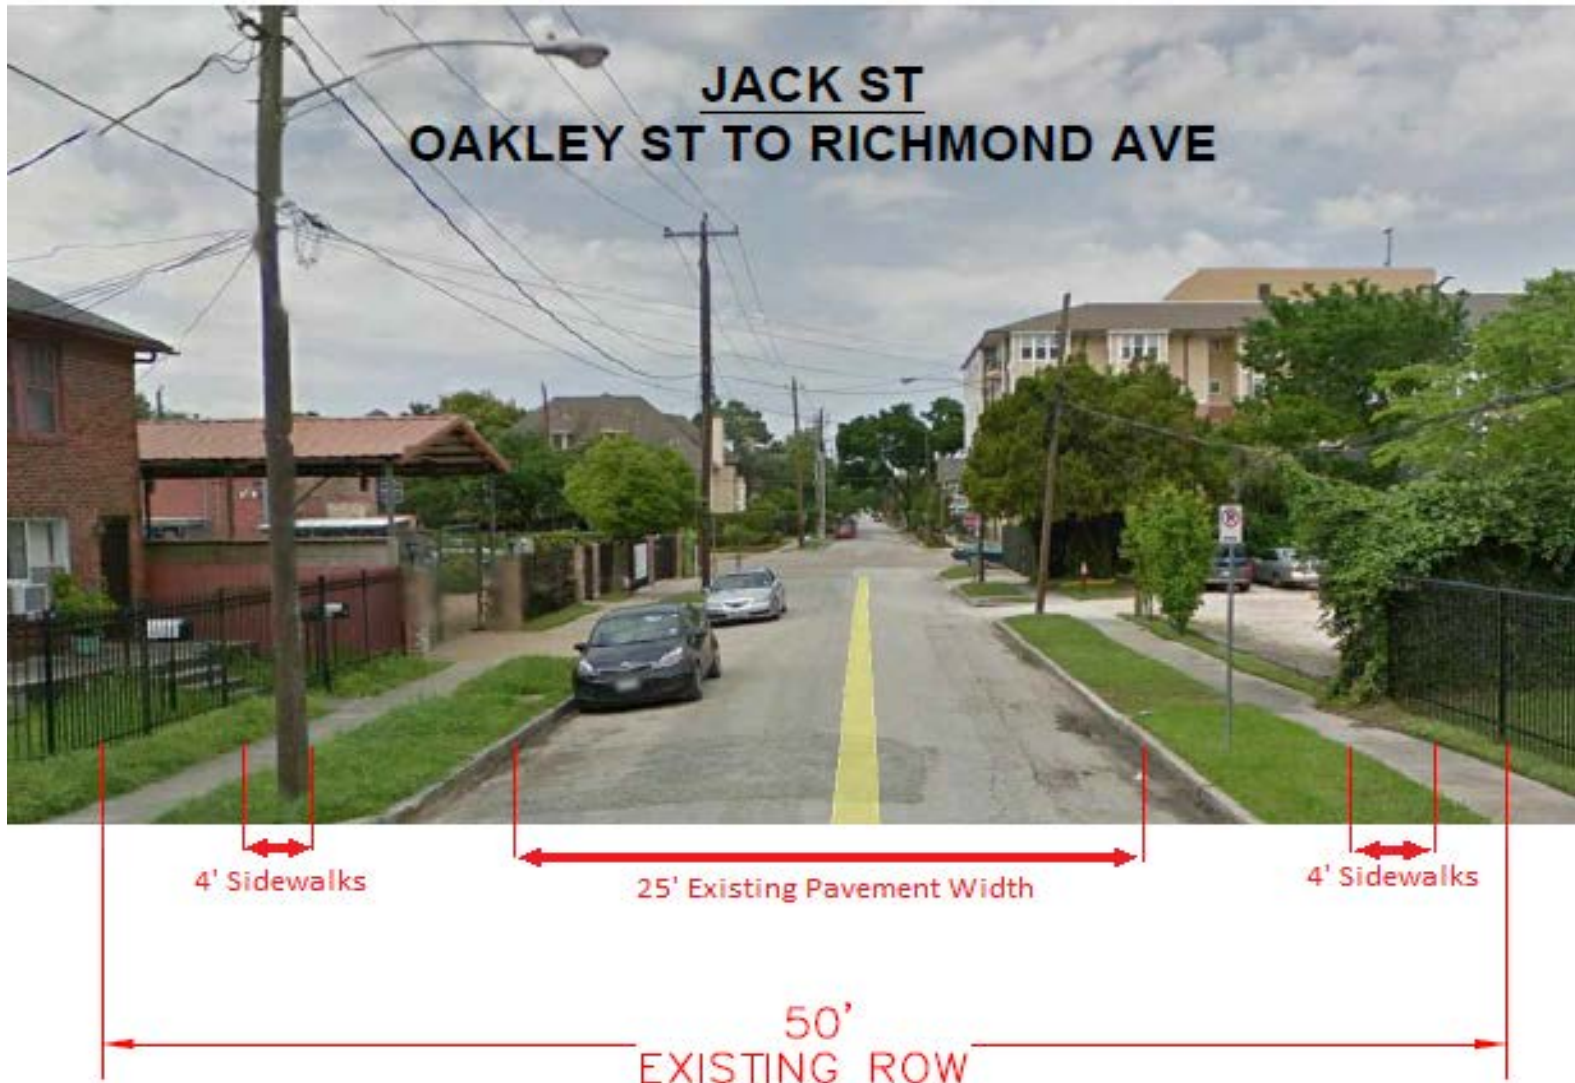 JACK ST
OAKLEY ST TO RICHMOND AVE
4' Sidewalks
25' Existing Pavement Width
4' Sidewalks
50'
EXISTING ROW